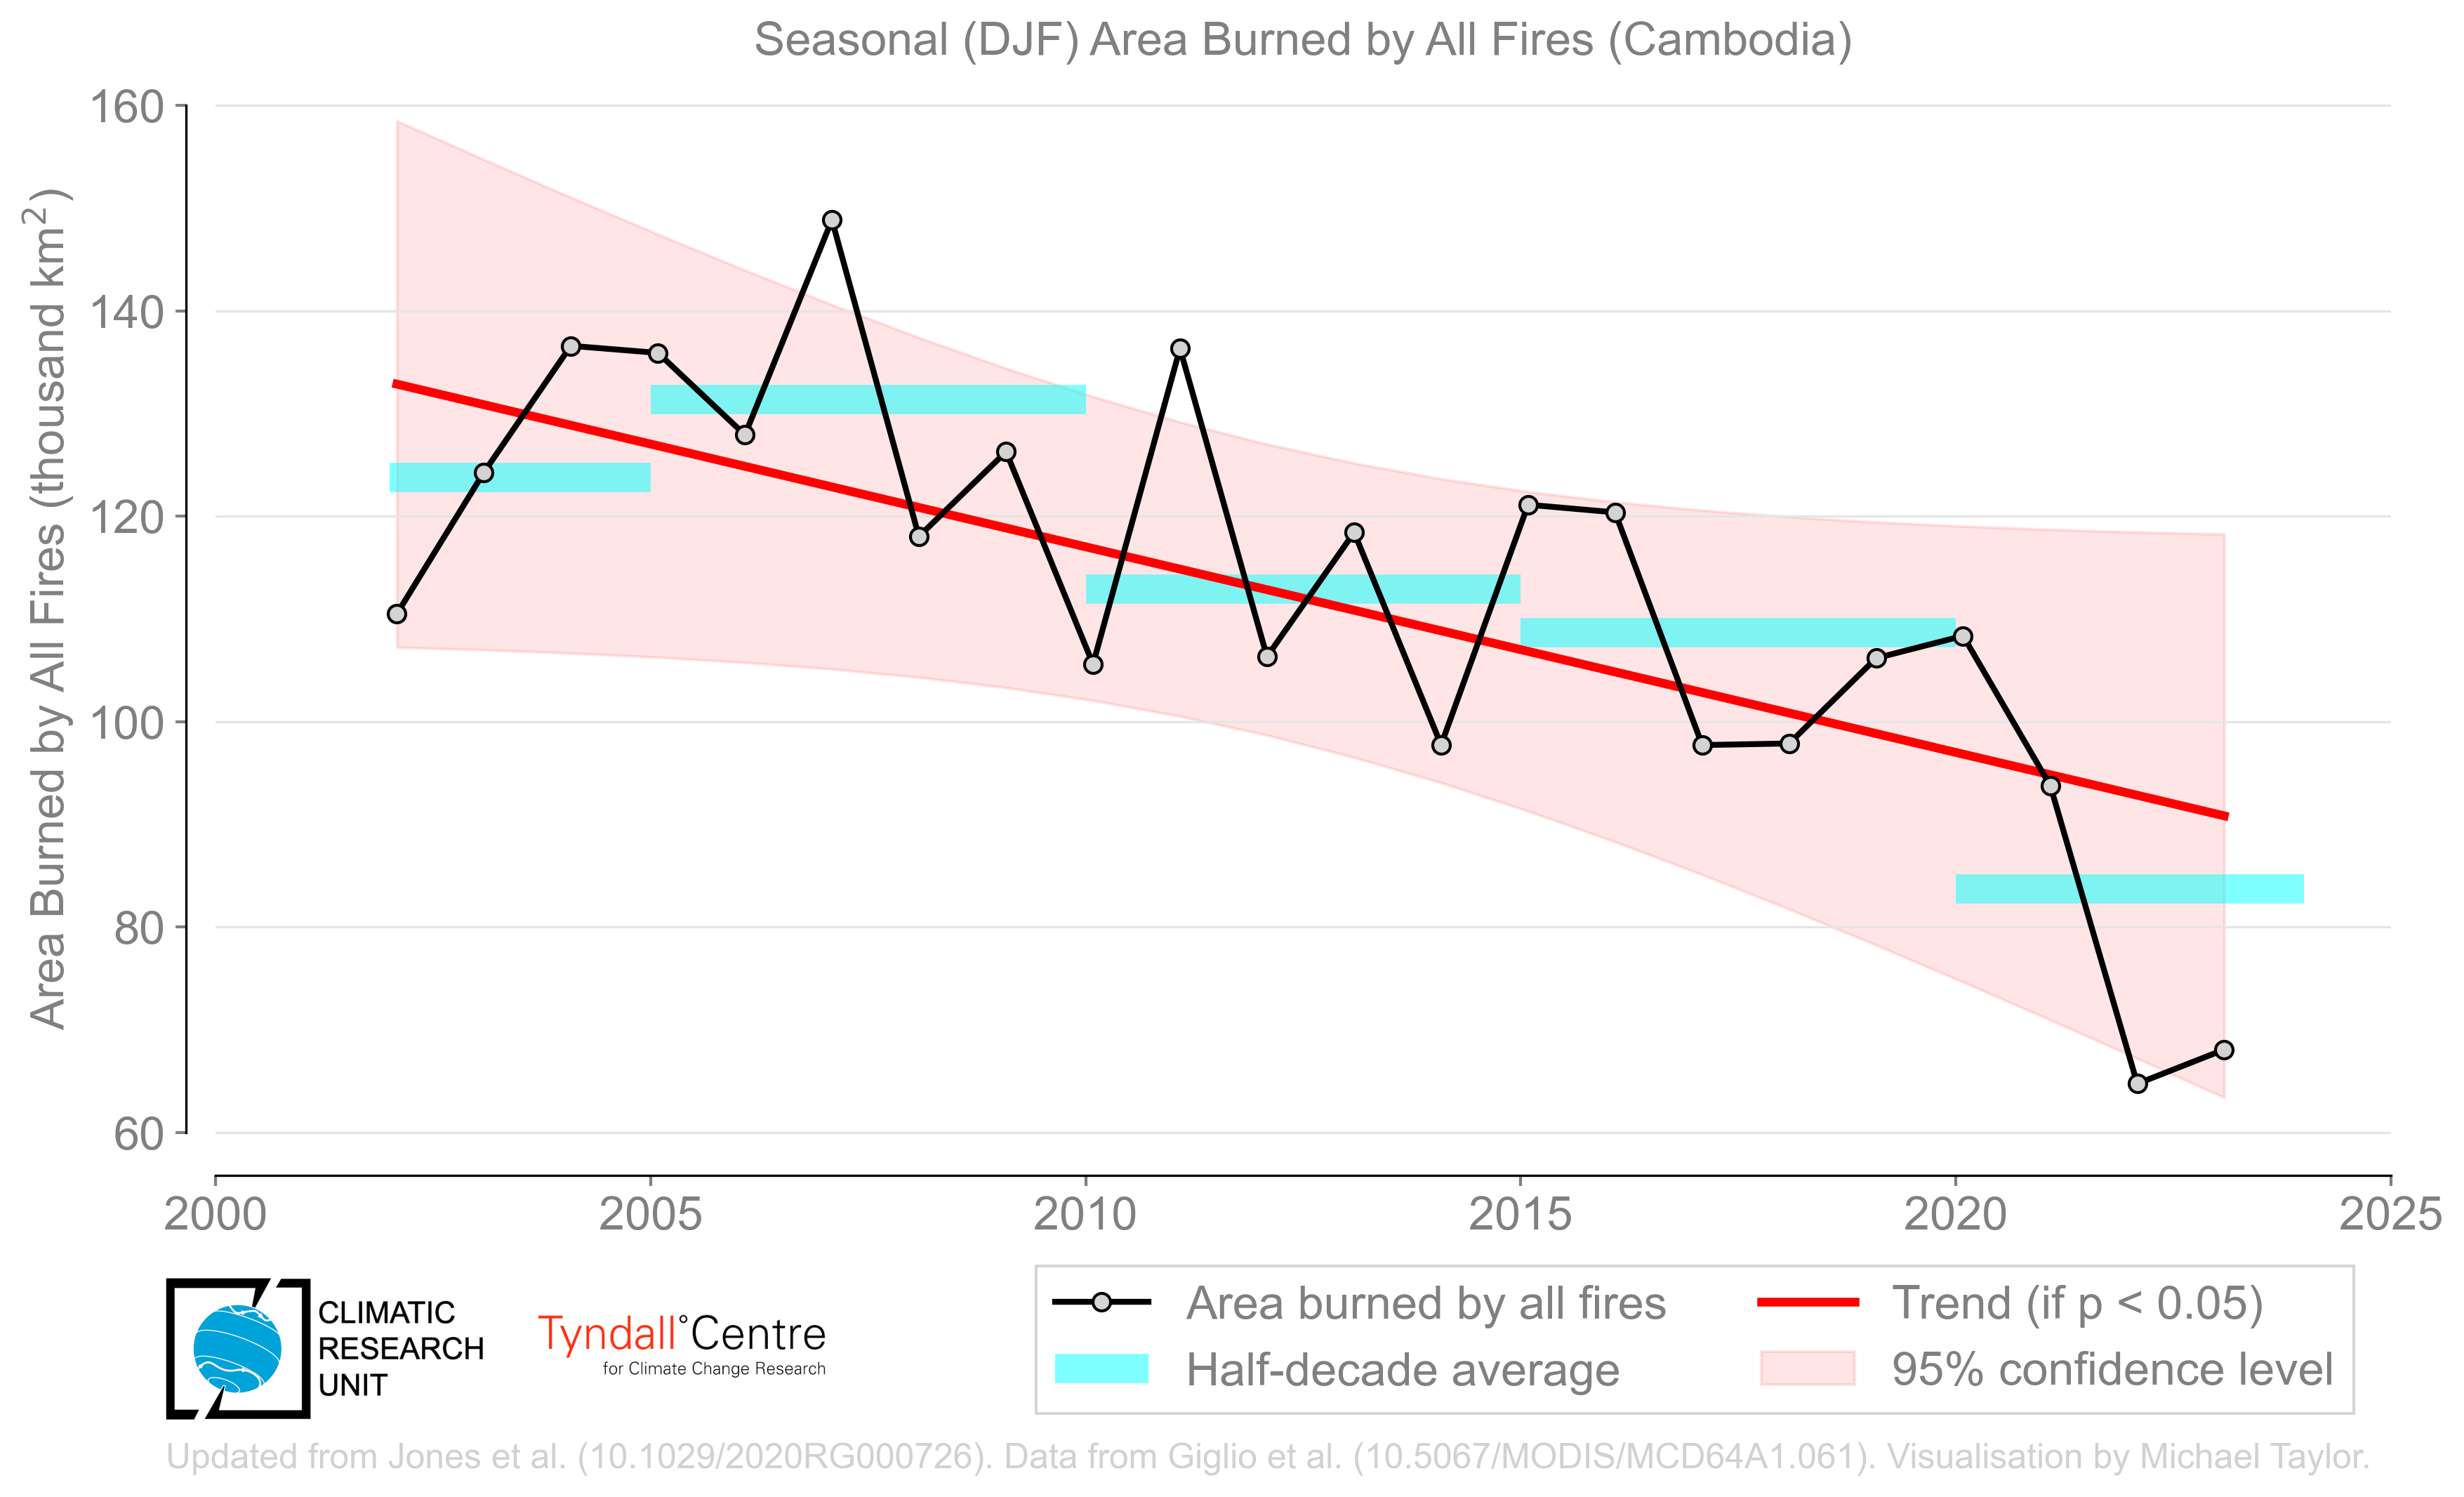 Seasonal (DJF) Area Burned by All Fires (Cambodia)
Area Burned by All Fires (thousand km²)
160
140
120
100
80
60
2000 2005 2010 2015 2020 2025
Area burned by all fires
Half-decade average
Trend (if p < 0.05)
95% confidence level
CLIMATIC
RESEARCH
UNIT
Tyndall°Centre
for Climate Change Research
Updated from Jones et al. (10.1029/2020RG000726). Data from Giglio et al. (10.5067/MODIS/MCD64A1.061). Visualisation by Michael Taylor.